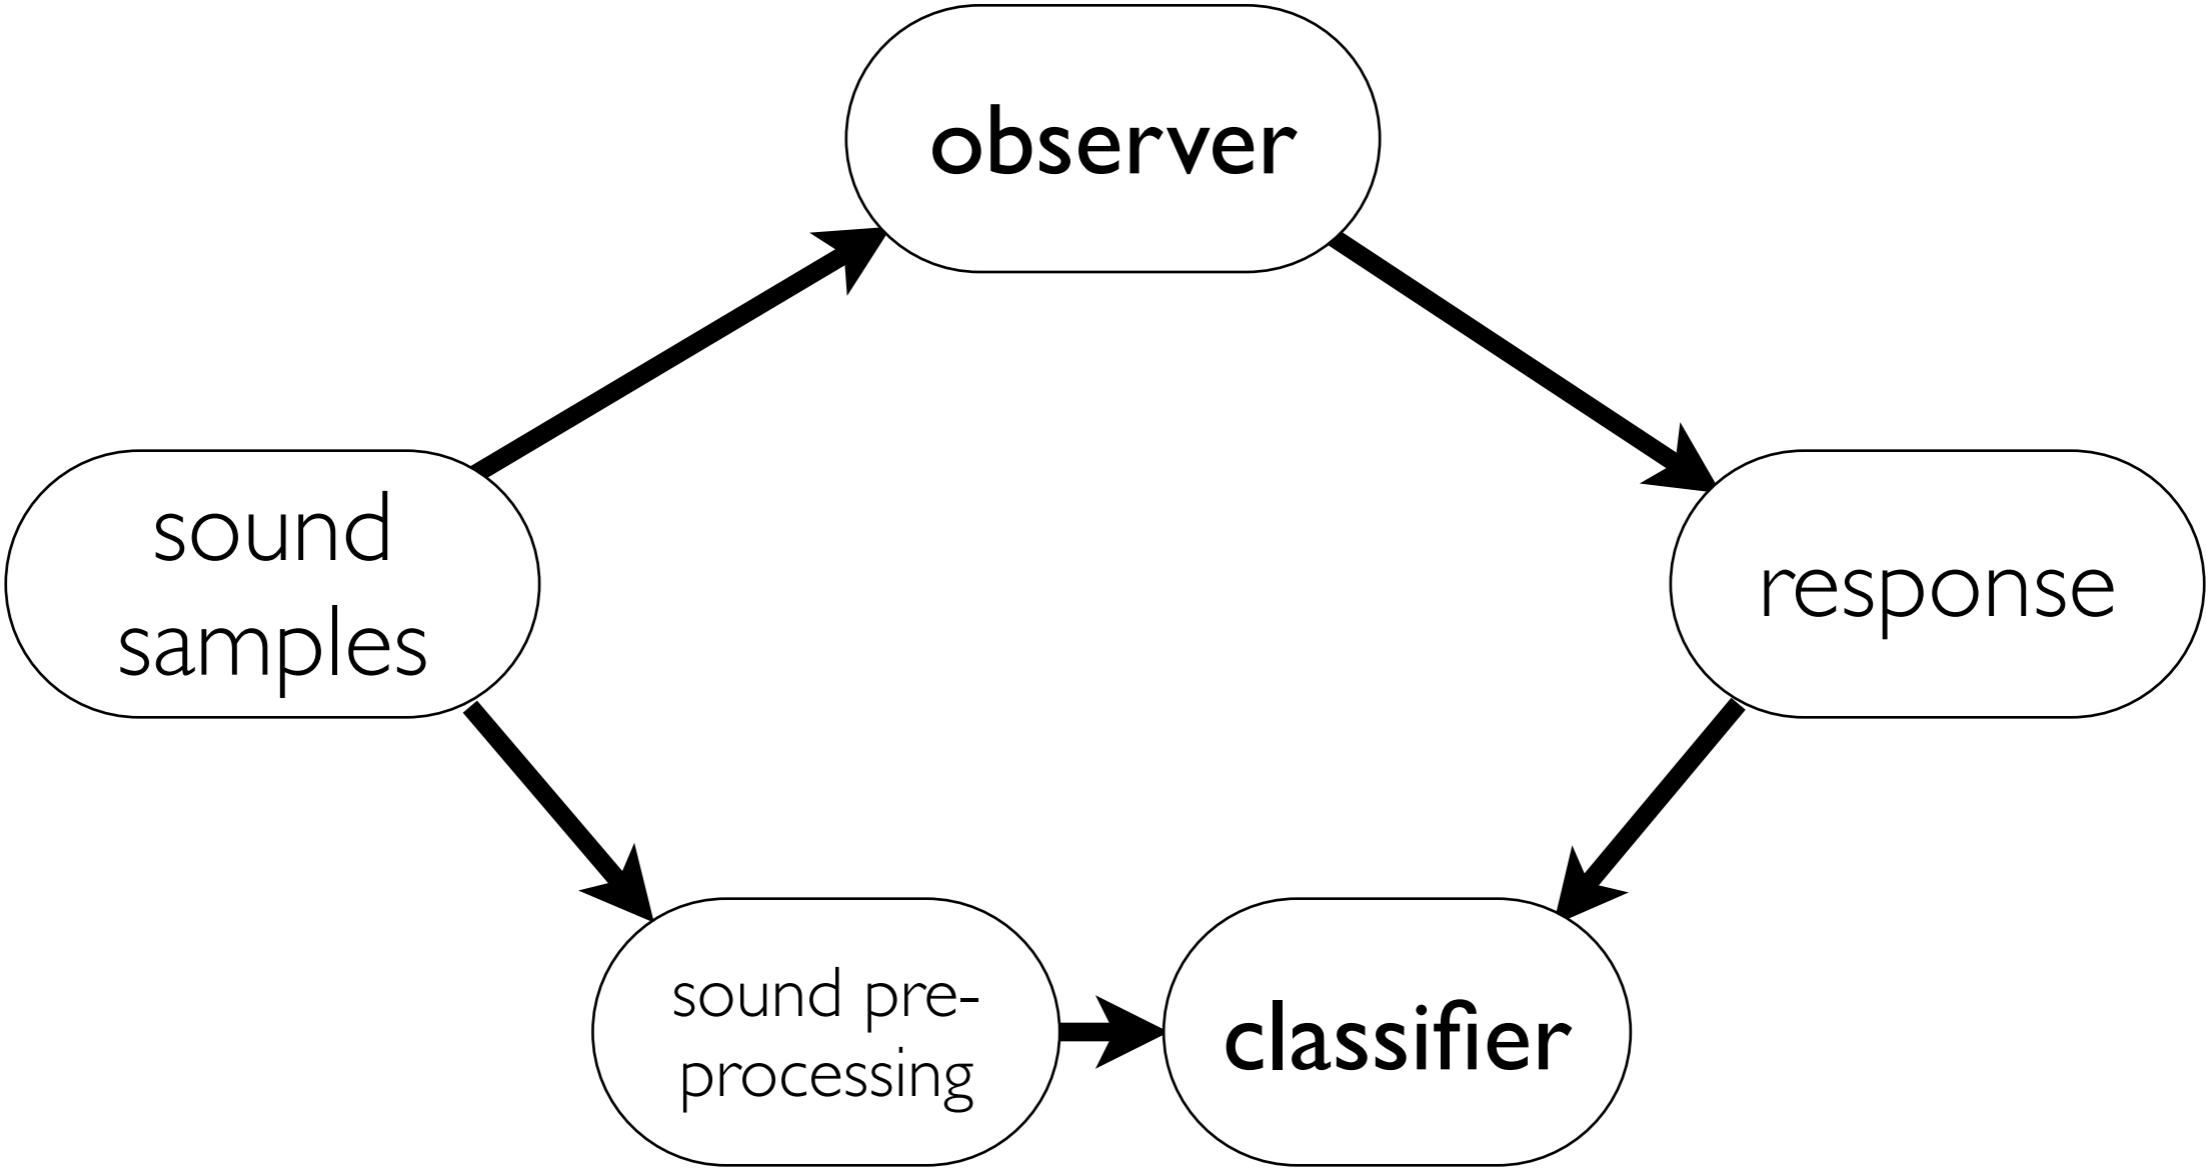 observer
sound
samples
response
sound pre-
processing
classifier